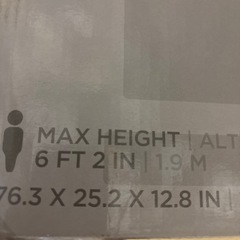 MAX HEIGHT | ALT
6 FT 2 IN | 1.9 M
76.3 X 25.2 X 12.8 IN |